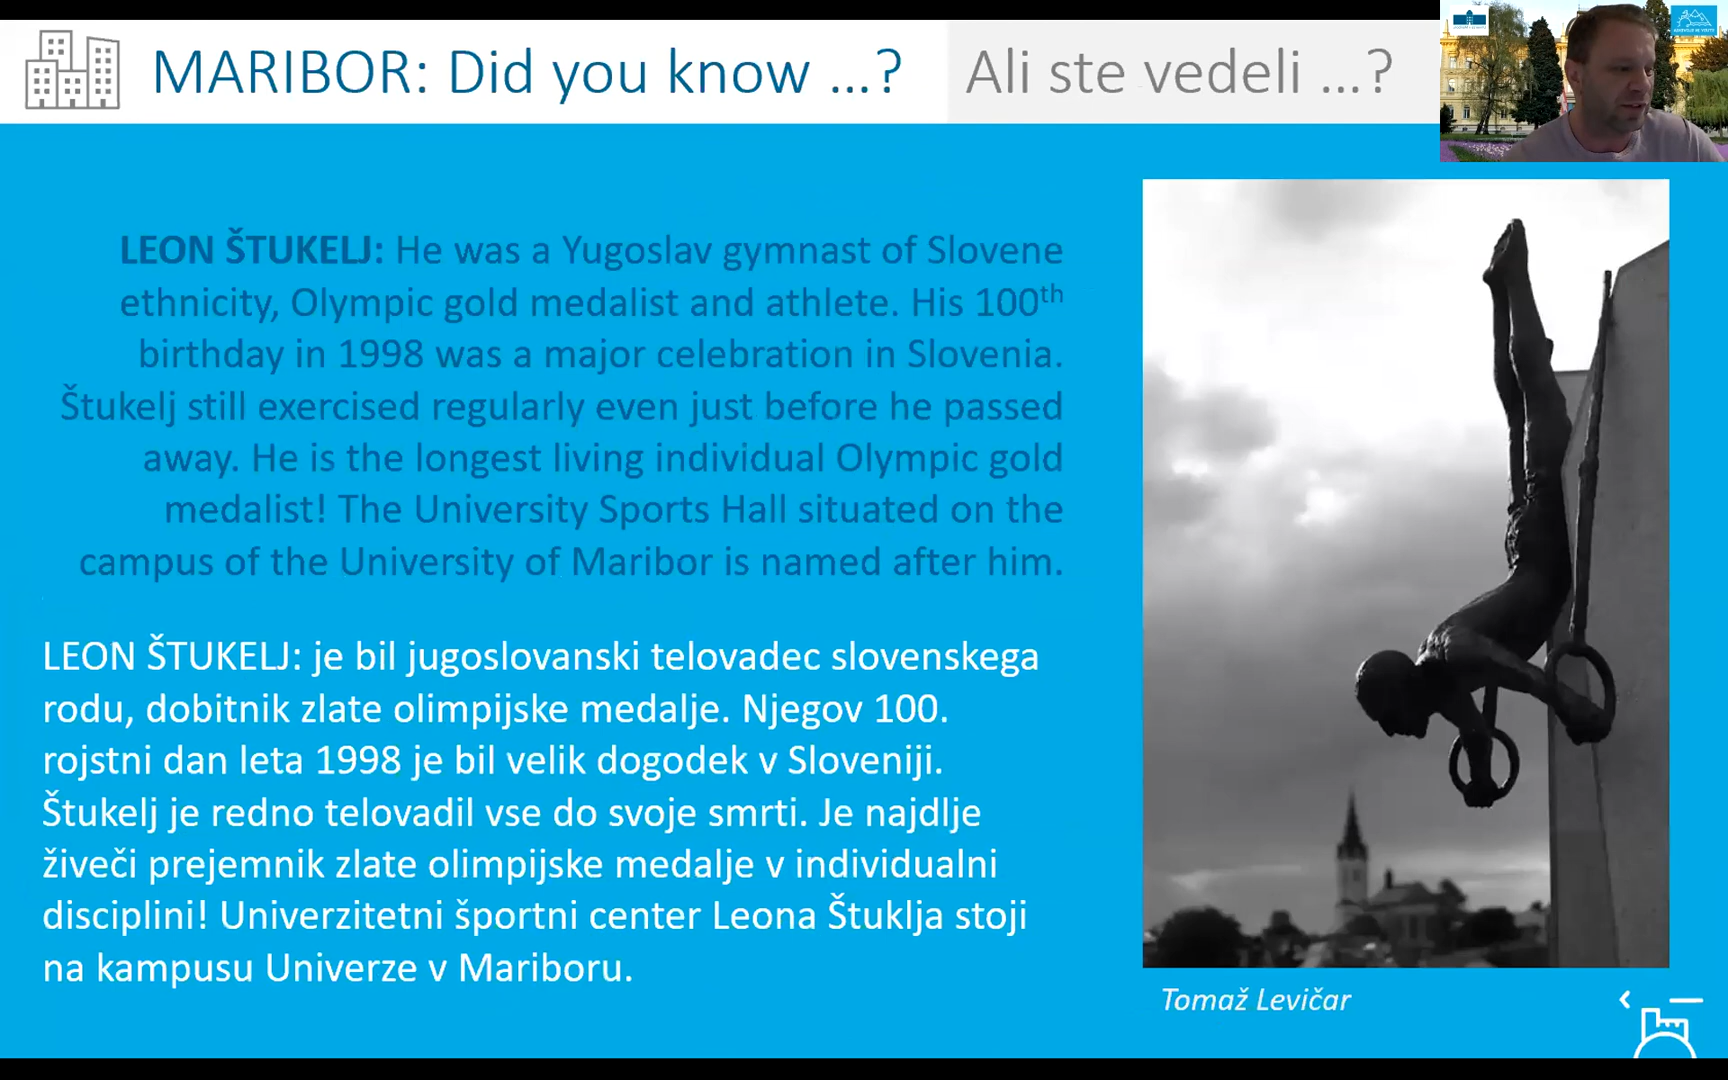 MARIBOR: Did you know ...?
Ali ste vedeli ...?
LEON ŠTUKELJ: He was a Yugoslav gymnast of Slovene
ethnicity, Olympic gold medalist and athlete. His 100th
birthday in 1998 was a major celebration in Slovenia.
Štukelj still exercised regularly even just before he passed
away. He is the longest living individual Olympic gold
medalist! The University Sports Hall situated on the
campus of the University of Maribor is named after him.
LEON ŠTUKELJ: je bil jugoslovanski telovadec slovenskega
rodu, dobitnik zlate olimpijske medalje. Njegov 100.
rojstni dan leta 1998 je bil velik dogodek v Sloveniji.
Štukelj je redno telovadil vse do svoje smrti. Je najdlje
živeči prejemnik zlate olimpijske medalje v individualni
disciplini! Univerzitetni športni center Leona Štuklja stoji
na kampusu Univerze v Mariboru.
Tomaž Levičar